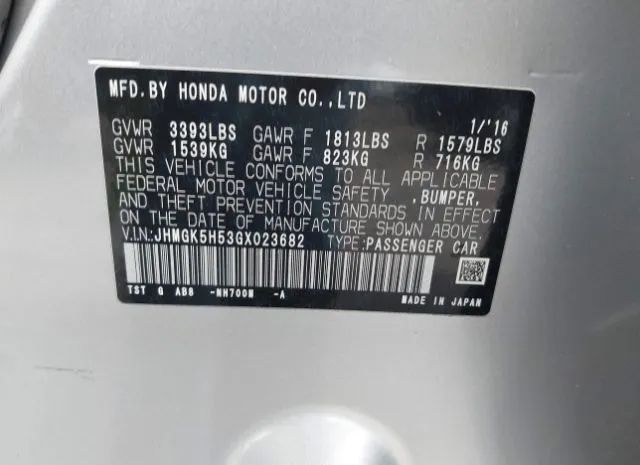 MFD.BY HONDA MOTOR CO.,LTD
1/'16
GVWR 3393LBS GAWR F 1813LBS R 1579LBS
GVWR 1539KG GAWR F 823KG R 716KG
THIS VEHICLE CONFORMS TO ALL APPLICABLE
FEDERAL MOTOR VEHICLE SAFETY ,BUMPER,
AND THEFT PREVENTION STANDARDS IN EFFECT
ON THE DATE OF MANUFACTURE SHOWN ABOVE.
V.I.N.:JHMGK5H53GX023682 TYPE:PASSENGER CAR
TST G AB8 -NH700M -A
MADE IN JAPAN